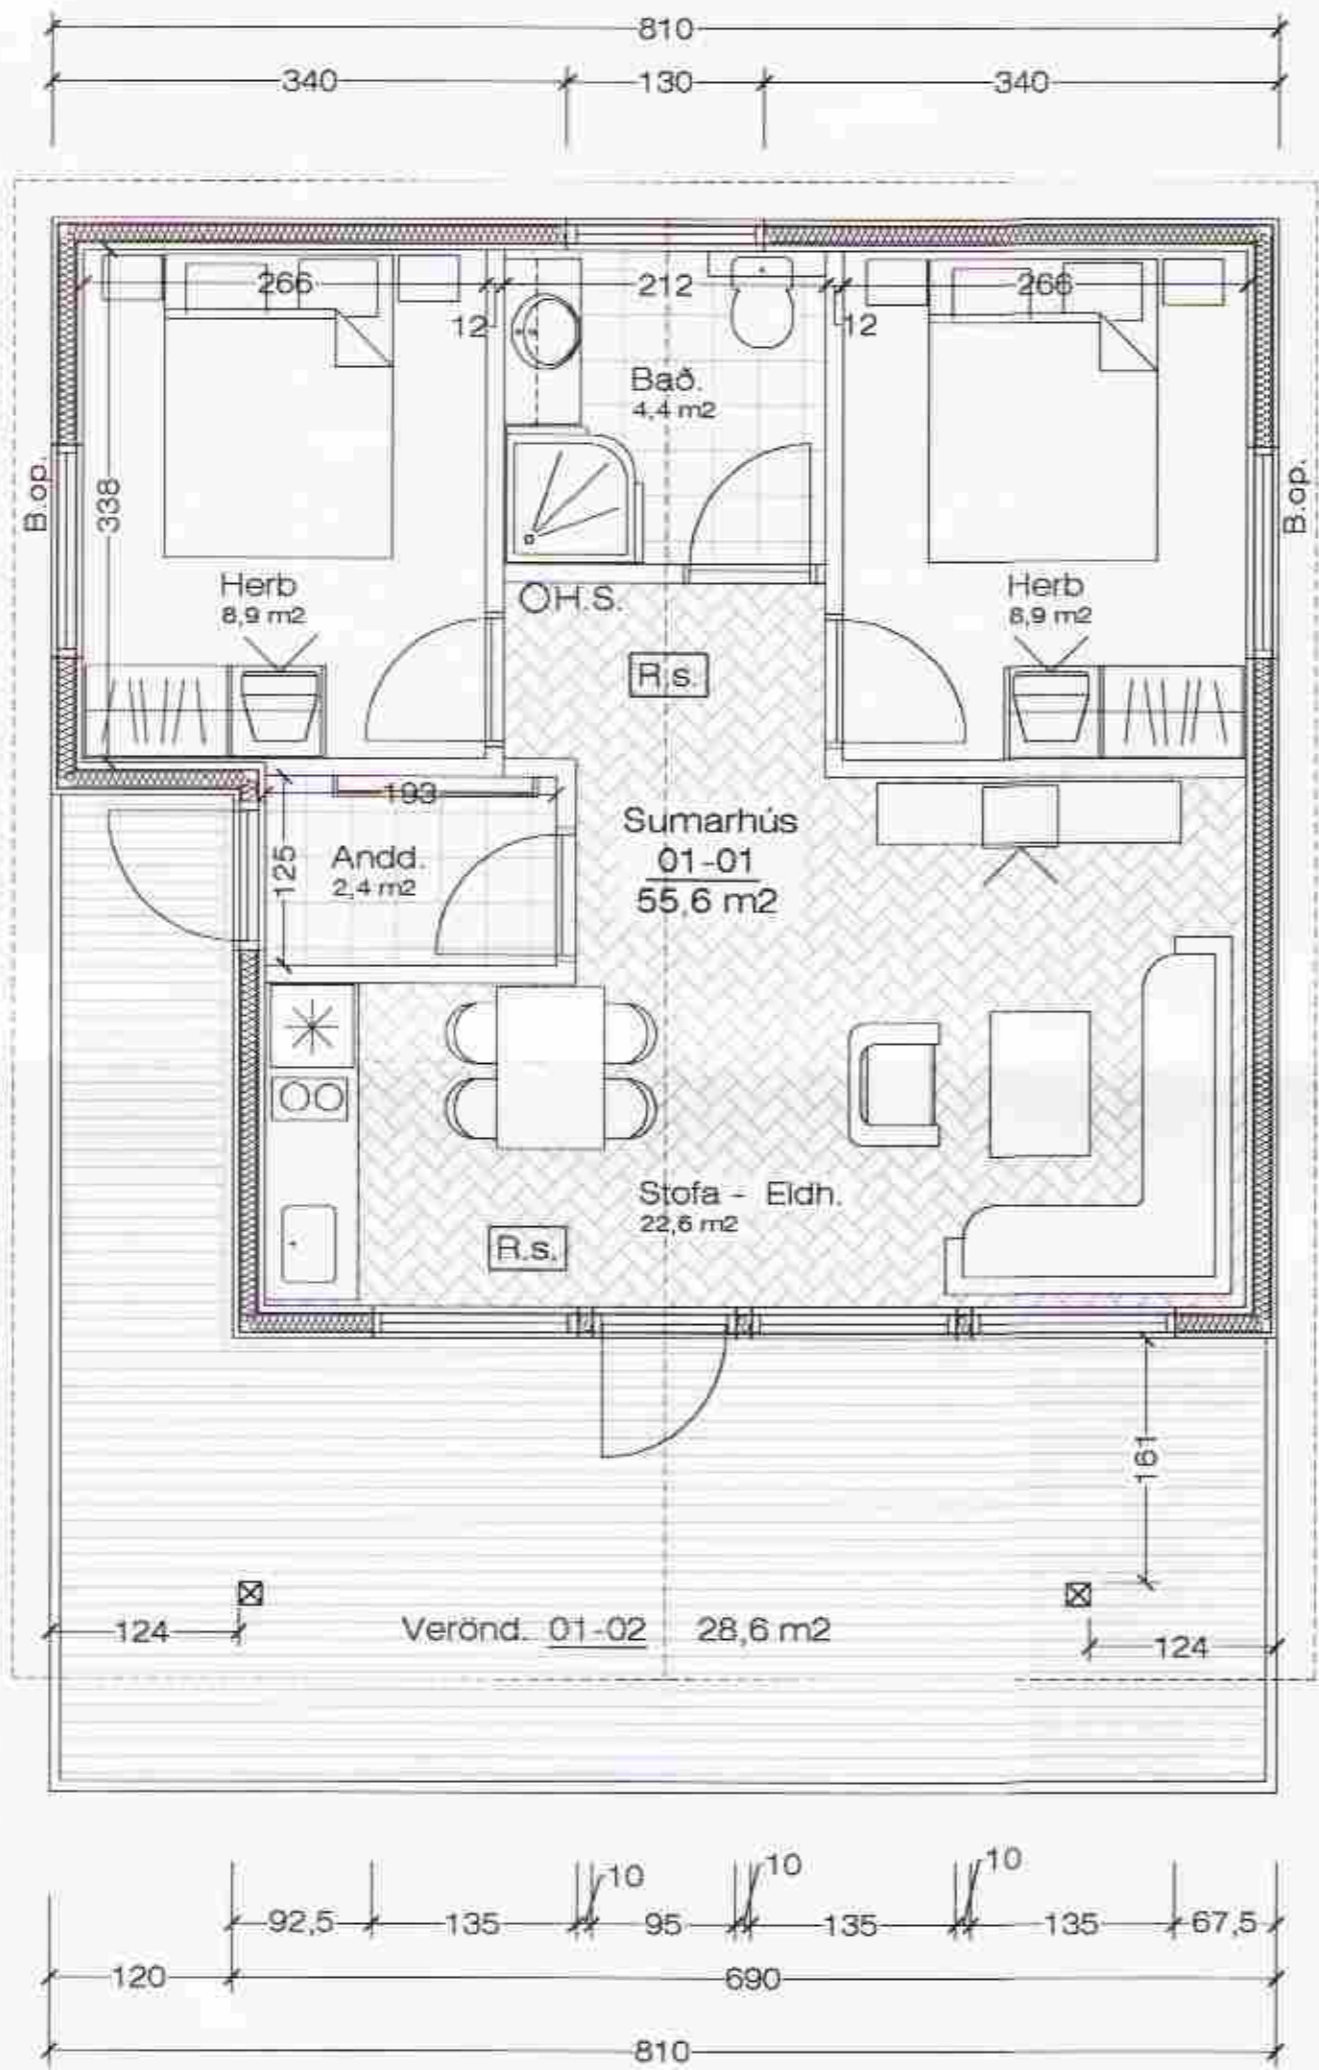 810
340 130 340
266 212 266
12 12
Bað.
4,4 m2
B.op.
338
B.op.
Herb
8,9 m2
H.S.
Herb
8,9 m2
R.s.
193
125
Andd.
2,4 m2
Sumarhús
01-01
55,6 m2
Stofa - Eldh.
22,6 m2
R.s.
161
124
Verönd. 01-02 28,6 m2
124
10 10 10
92,5 135 95 135 135 67,5
120 690
810